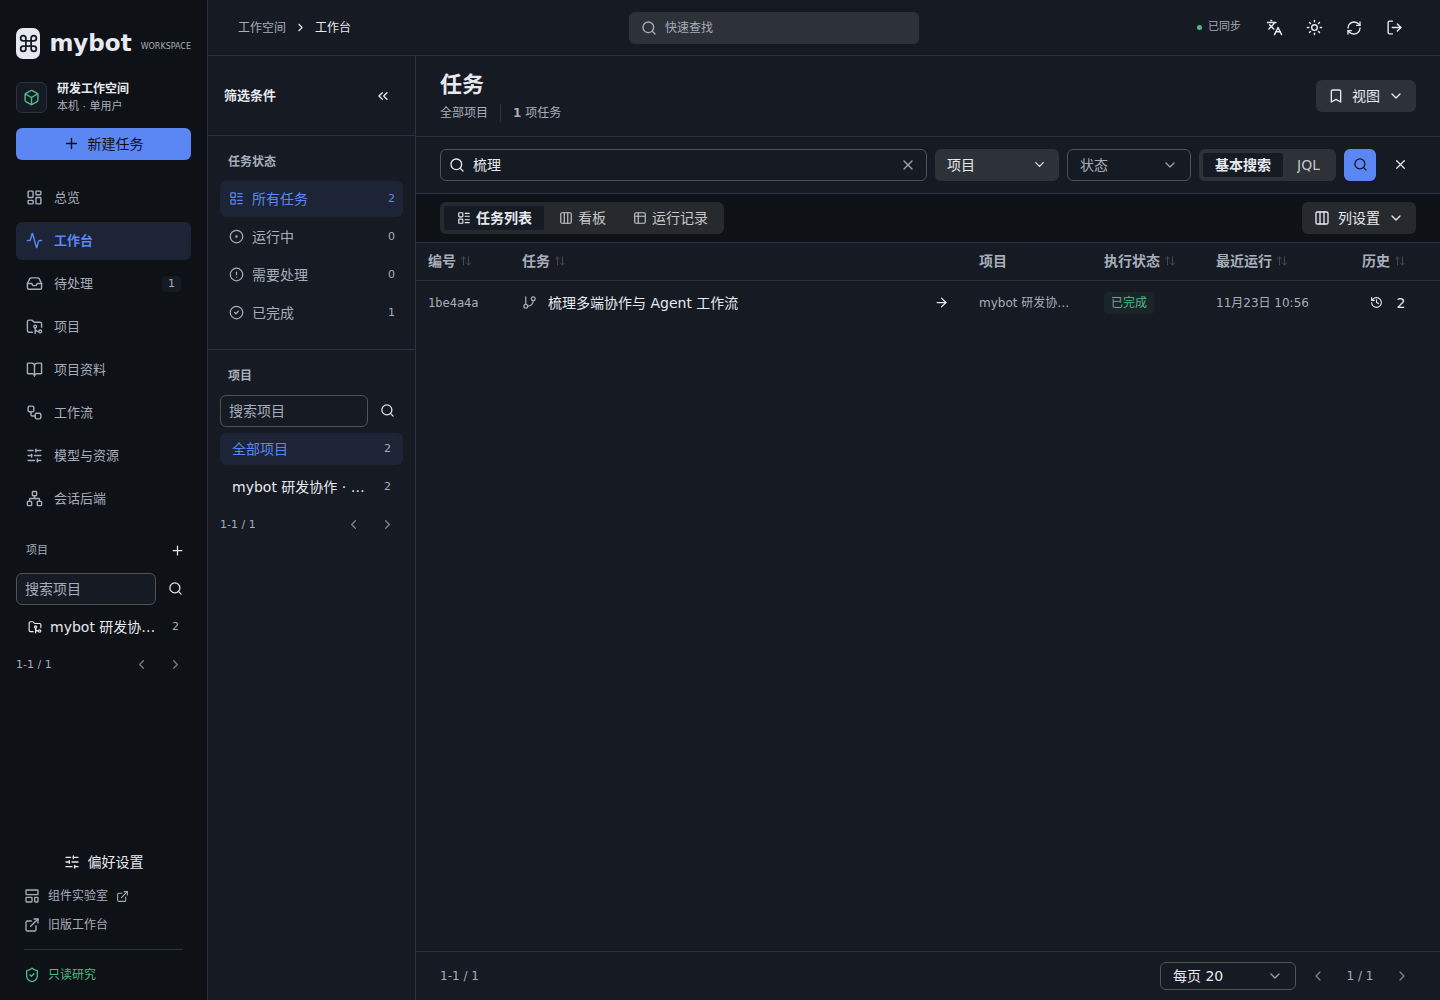 mybot WORKSPACE
研发工作空间
本机 · 单用户
新建任务
总览
工作台
待处理 1
项目
项目资料
工作流
模型与资源
会话后端
项目
搜索项目
mybot 研发协… 2
1-1 / 1
偏好设置
组件实验室
旧版工作台
只读研究
工作空间 工作台
快速查找
已同步
筛选条件
任务状态
所有任务 2
运行中 0
需要处理 0
已完成 1
项目
搜索项目
全部项目 2
mybot 研发协作 · … 2
1-1 / 1
任务
全部项目 1 项任务
视图
梳理 项目 状态 基本搜索 JQL
任务列表 看板 运行记录 列设置
编号 任务 项目 执行状态 最近运行 历史
1be4a4a 梳理多端协作与 Agent 工作流 mybot 研发协… 已完成 11月23日 10:56 2
1-1 / 1 每页 20 1 / 1